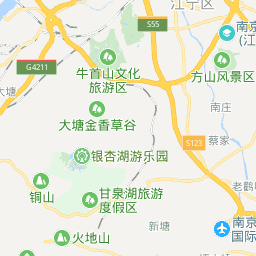 江宁区
S55
南京
(江
牛首山文化
旅游区
G4211
方山风景区
大塘
南庄
大塘金香草谷
S123
蔡家
银杏湖游乐园
老鹳
铜山
甘泉湖旅游
度假区
新塘
南京
国际
火地山